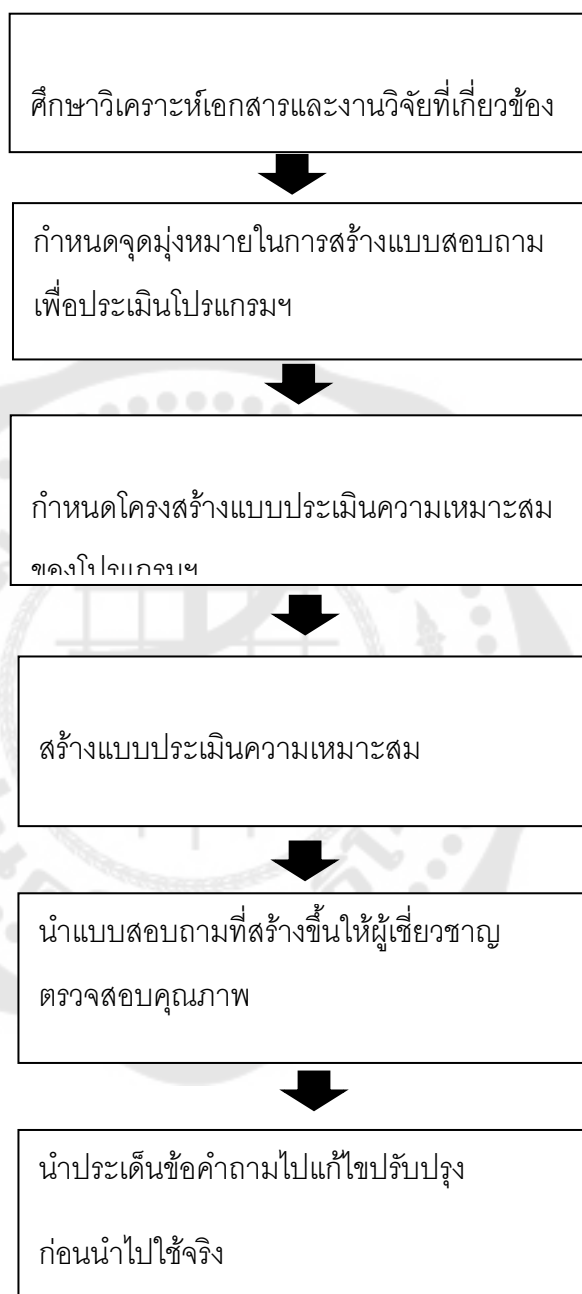 ศึกษาวิเคราะห์เอกสารและงานวิจัยที่เกี่ยวข้อง
กำหนดจุดมุ่งหมายในการสร้างแบบสอบถาม
เพื่อประเมินโปรแกรมฯ
กำหนดโครงสร้างแบบประเมินความเหมาะสม
ของโปรแกรมฯ
สร้างแบบประเมินความเหมาะสม
นำแบบสอบถามที่สร้างขึ้นให้ผู้เชี่ยวชาญ
ตรวจสอบคุณภาพ
นำประเด็นข้อคำถามไปแก้ไขปรับปรุง
ก่อนนำไปใช้จริง